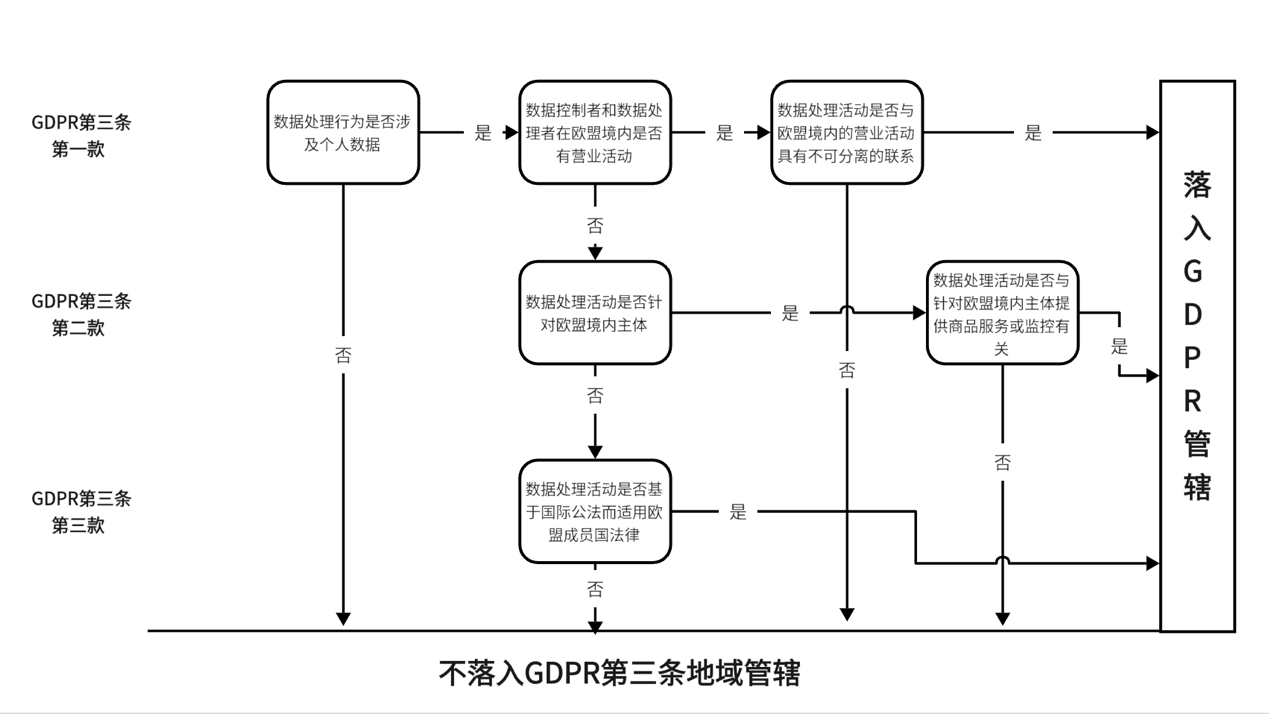 GDPR第三条
第一款
数据处理行为是否涉
及个人数据
是
数据控制者和数据处
理者在欧盟境内是否
有营业活动
是
数据处理活动是否与
欧盟境内的营业活动
具有不可分离的联系
是
否
GDPR第三条
第二款
数据处理活动是否针
对欧盟境内主体
是
数据处理活动是否与
针对欧盟境内主体提
供商品服务或监控有
关
是
否
否
否
否
GDPR第三条
第三款
数据处理活动是否基
于国际公法而适用欧
盟成员国法律
是
否
落
入
G
D
P
R
管
辖
不落入GDPR第三条地域管辖